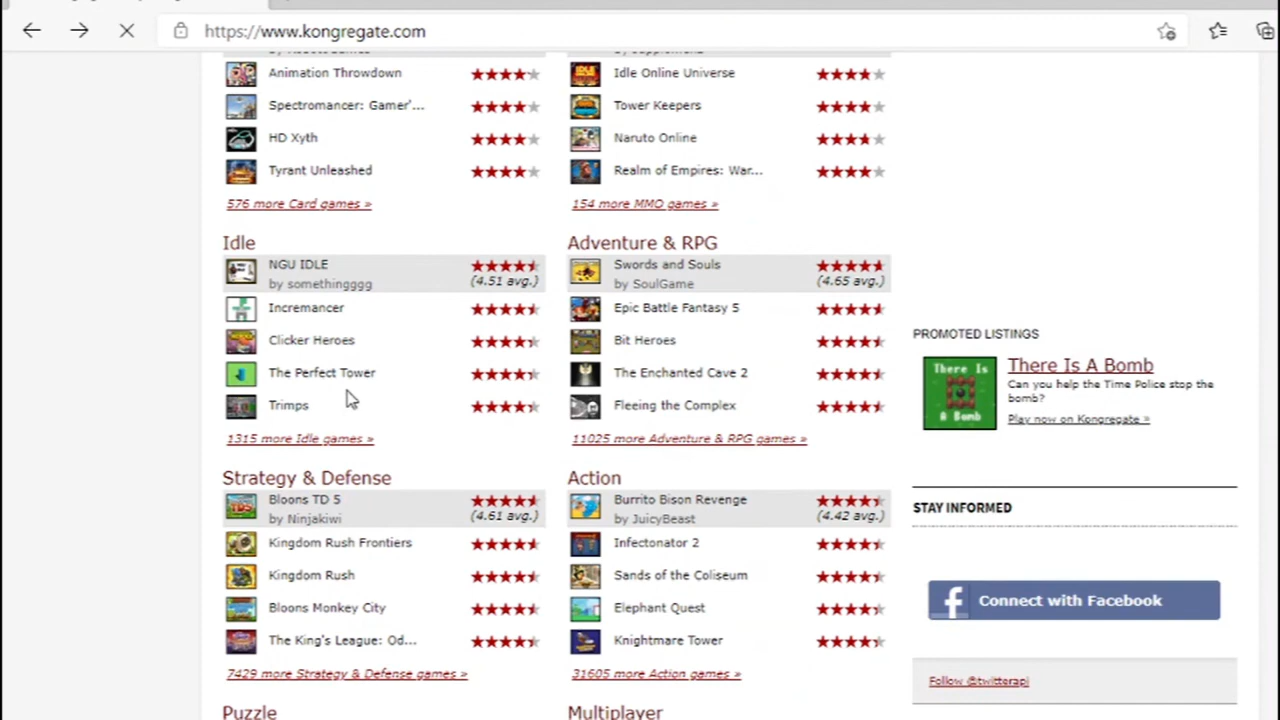 https://www.kongregate.com
Animation Throwdown
Spectromancer: Gamer'...
HD Xyth
Tyrant Unleashed
576 more Card games »
Idle Online Universe
Tower Keepers
Naruto Online
Realm of Empires: War...
154 more MMO games »
Idle
NGU IDLE
by somethingggg
(4.51 avg.)
Incremancer
Clicker Heroes
The Perfect Tower
Trimps
1315 more Idle games »
Adventure & RPG
Swords and Souls
by SoulGame
(4.65 avg.)
Epic Battle Fantasy 5
Bit Heroes
The Enchanted Cave 2
Fleeing the Complex
11025 more Adventure & RPG games »
Strategy & Defense
Bloons TD 5
by Ninjakiwi
(4.61 avg.)
Kingdom Rush Frontiers
Kingdom Rush
Bloons Monkey City
The King's League: Od...
7429 more Strategy & Defense games »
Action
Burrito Bison Revenge
by JuicyBeast
(4.42 avg.)
Infectonator 2
Sands of the Coliseum
Elephant Quest
Knightmare Tower
31605 more Action games »
Puzzle
Multiplayer
PROMOTED LISTINGS
There Is
A Bomb
There Is A Bomb
Can you help the Time Police stop the
bomb?
Play now on Kongregate »
STAY INFORMED
f Connect with Facebook
Follow @twitterapi